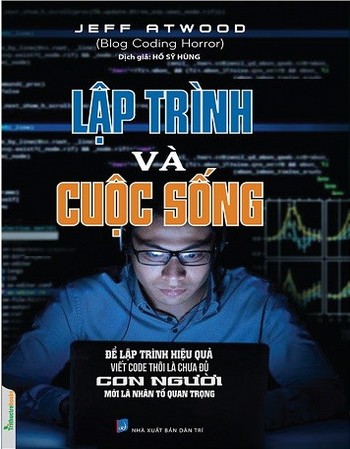 JEFF ATWOOD
(Blog Coding Horror)
Dịch giả: HỒ SỸ HÙNG
LẬP TRÌNH
VÀ
CUỘC SỐNG
ĐỂ LẬP TRÌNH HIỆU QUẢ
VIẾT CODE THÔI LÀ CHƯA ĐỦ
CON NGƯỜI
MỚI LÀ NHÂN TỐ QUAN TRỌNG
NHÀ XUẤT BẢN DÂN TRÍ